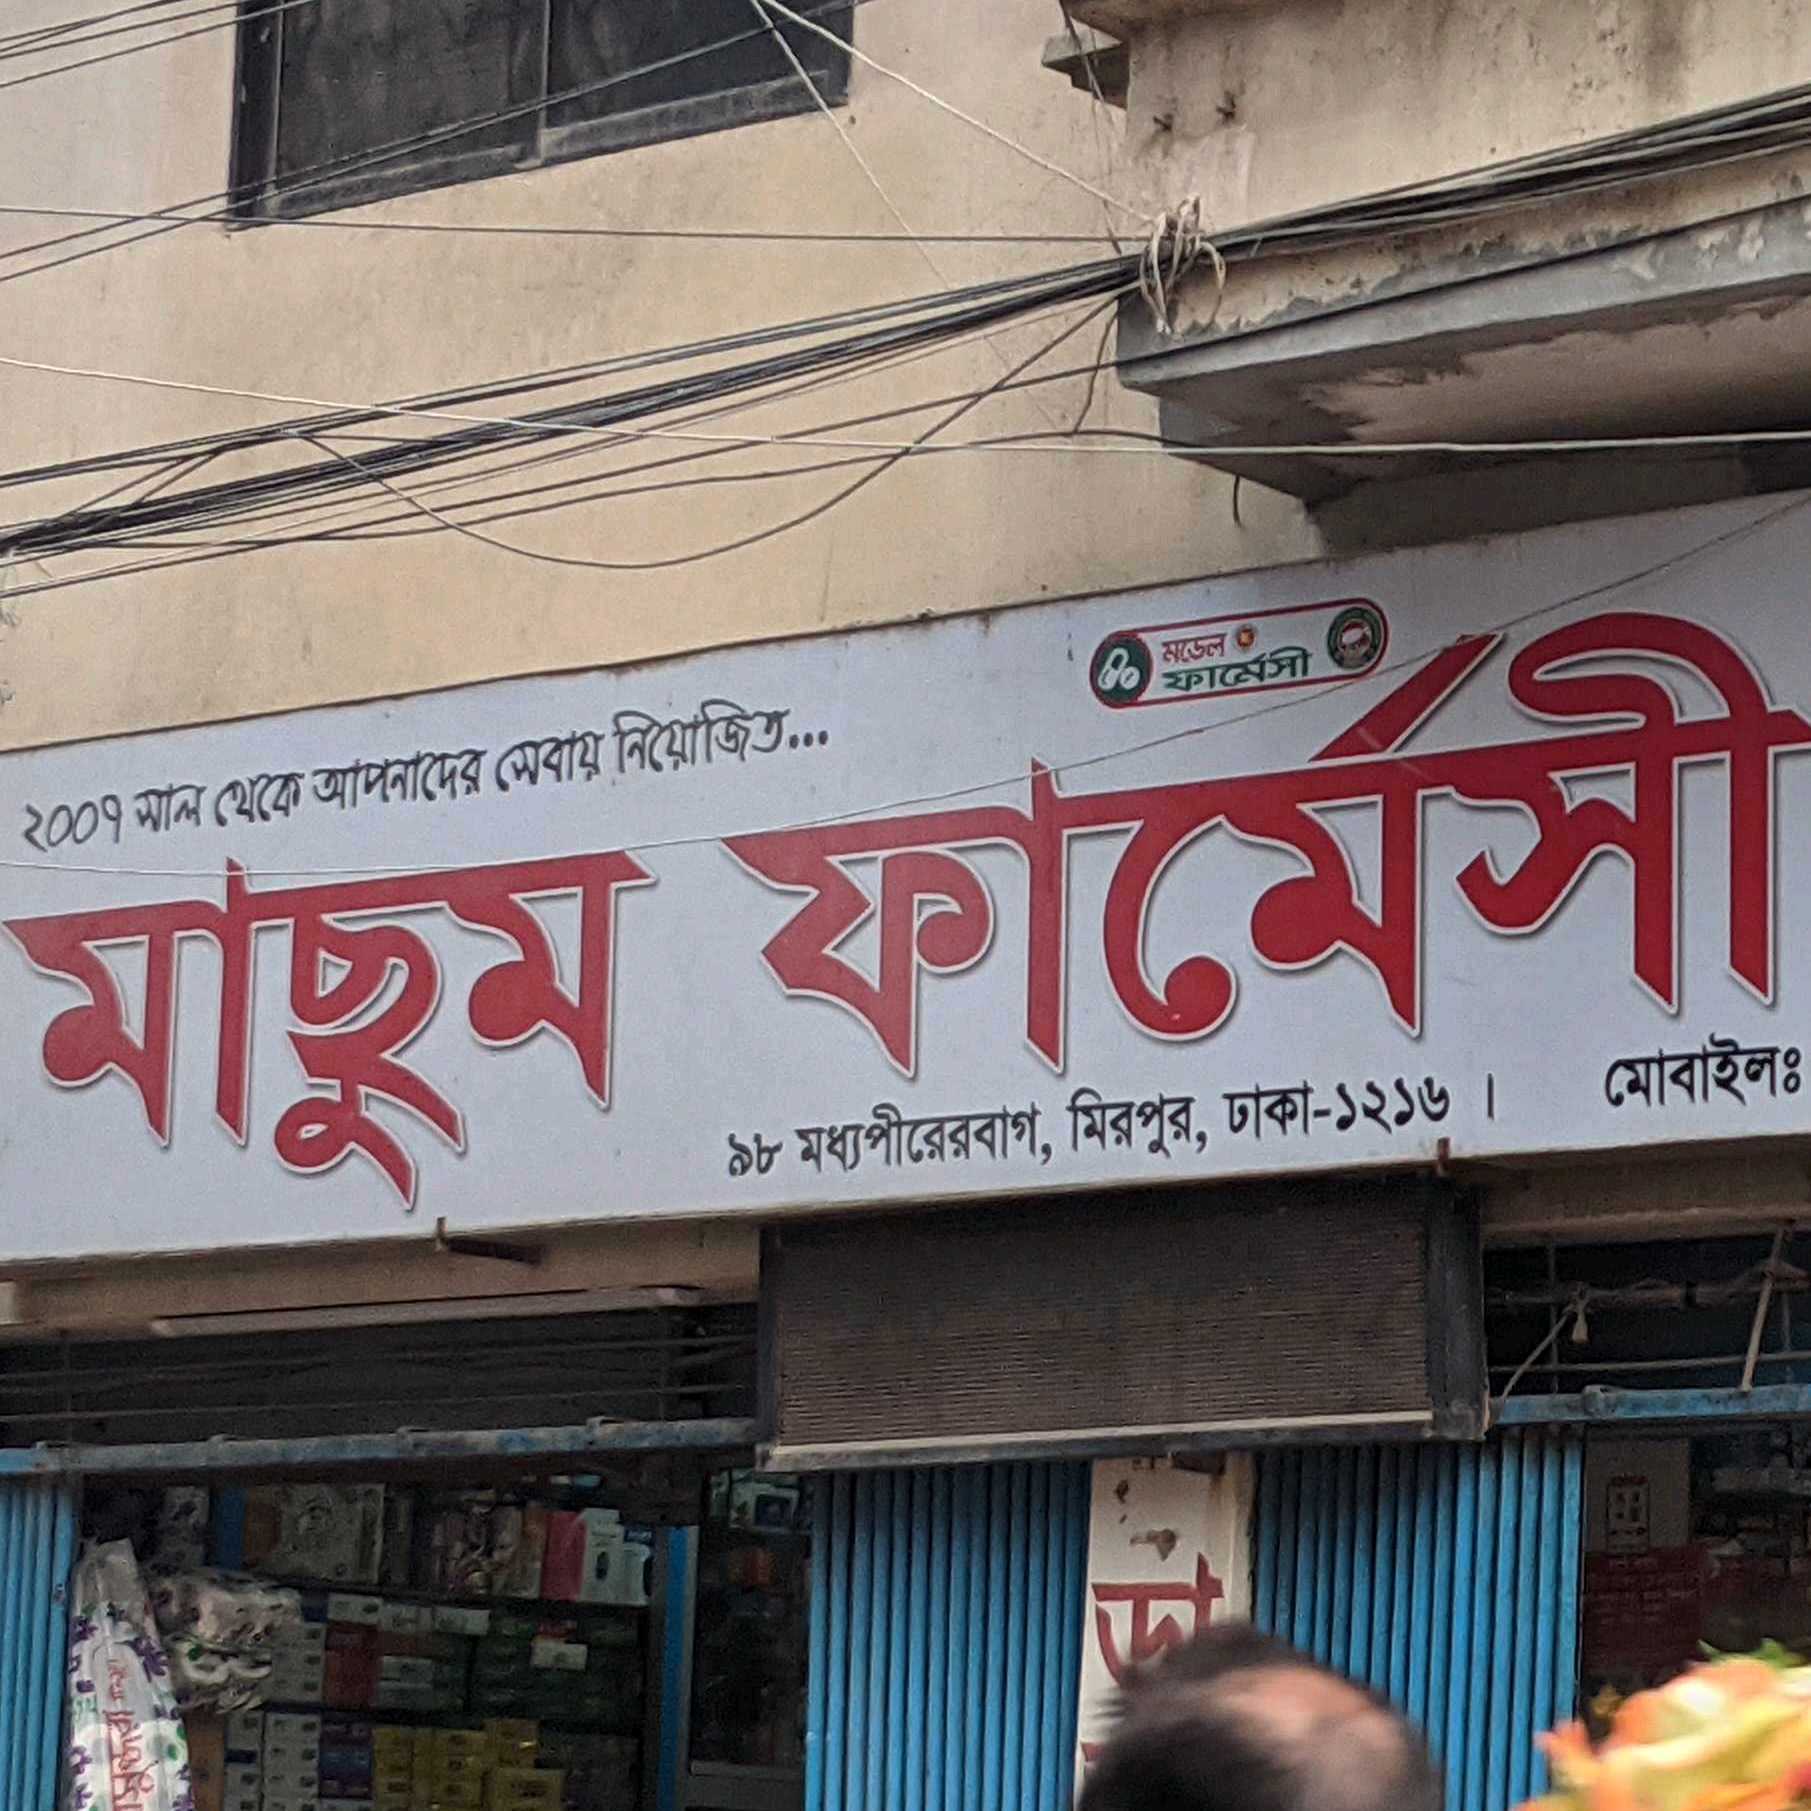 মডেল
ফার্মেসী
২০০৭ সাল থেকে আপনাদের সেবায় নিয়োজিত...
মাছুম ফার্মেসী
৯৮ মধ্যপীরেরবাগ, মিরপুর, ঢাকা-১২১৬ । মোবাইলঃ
ডা